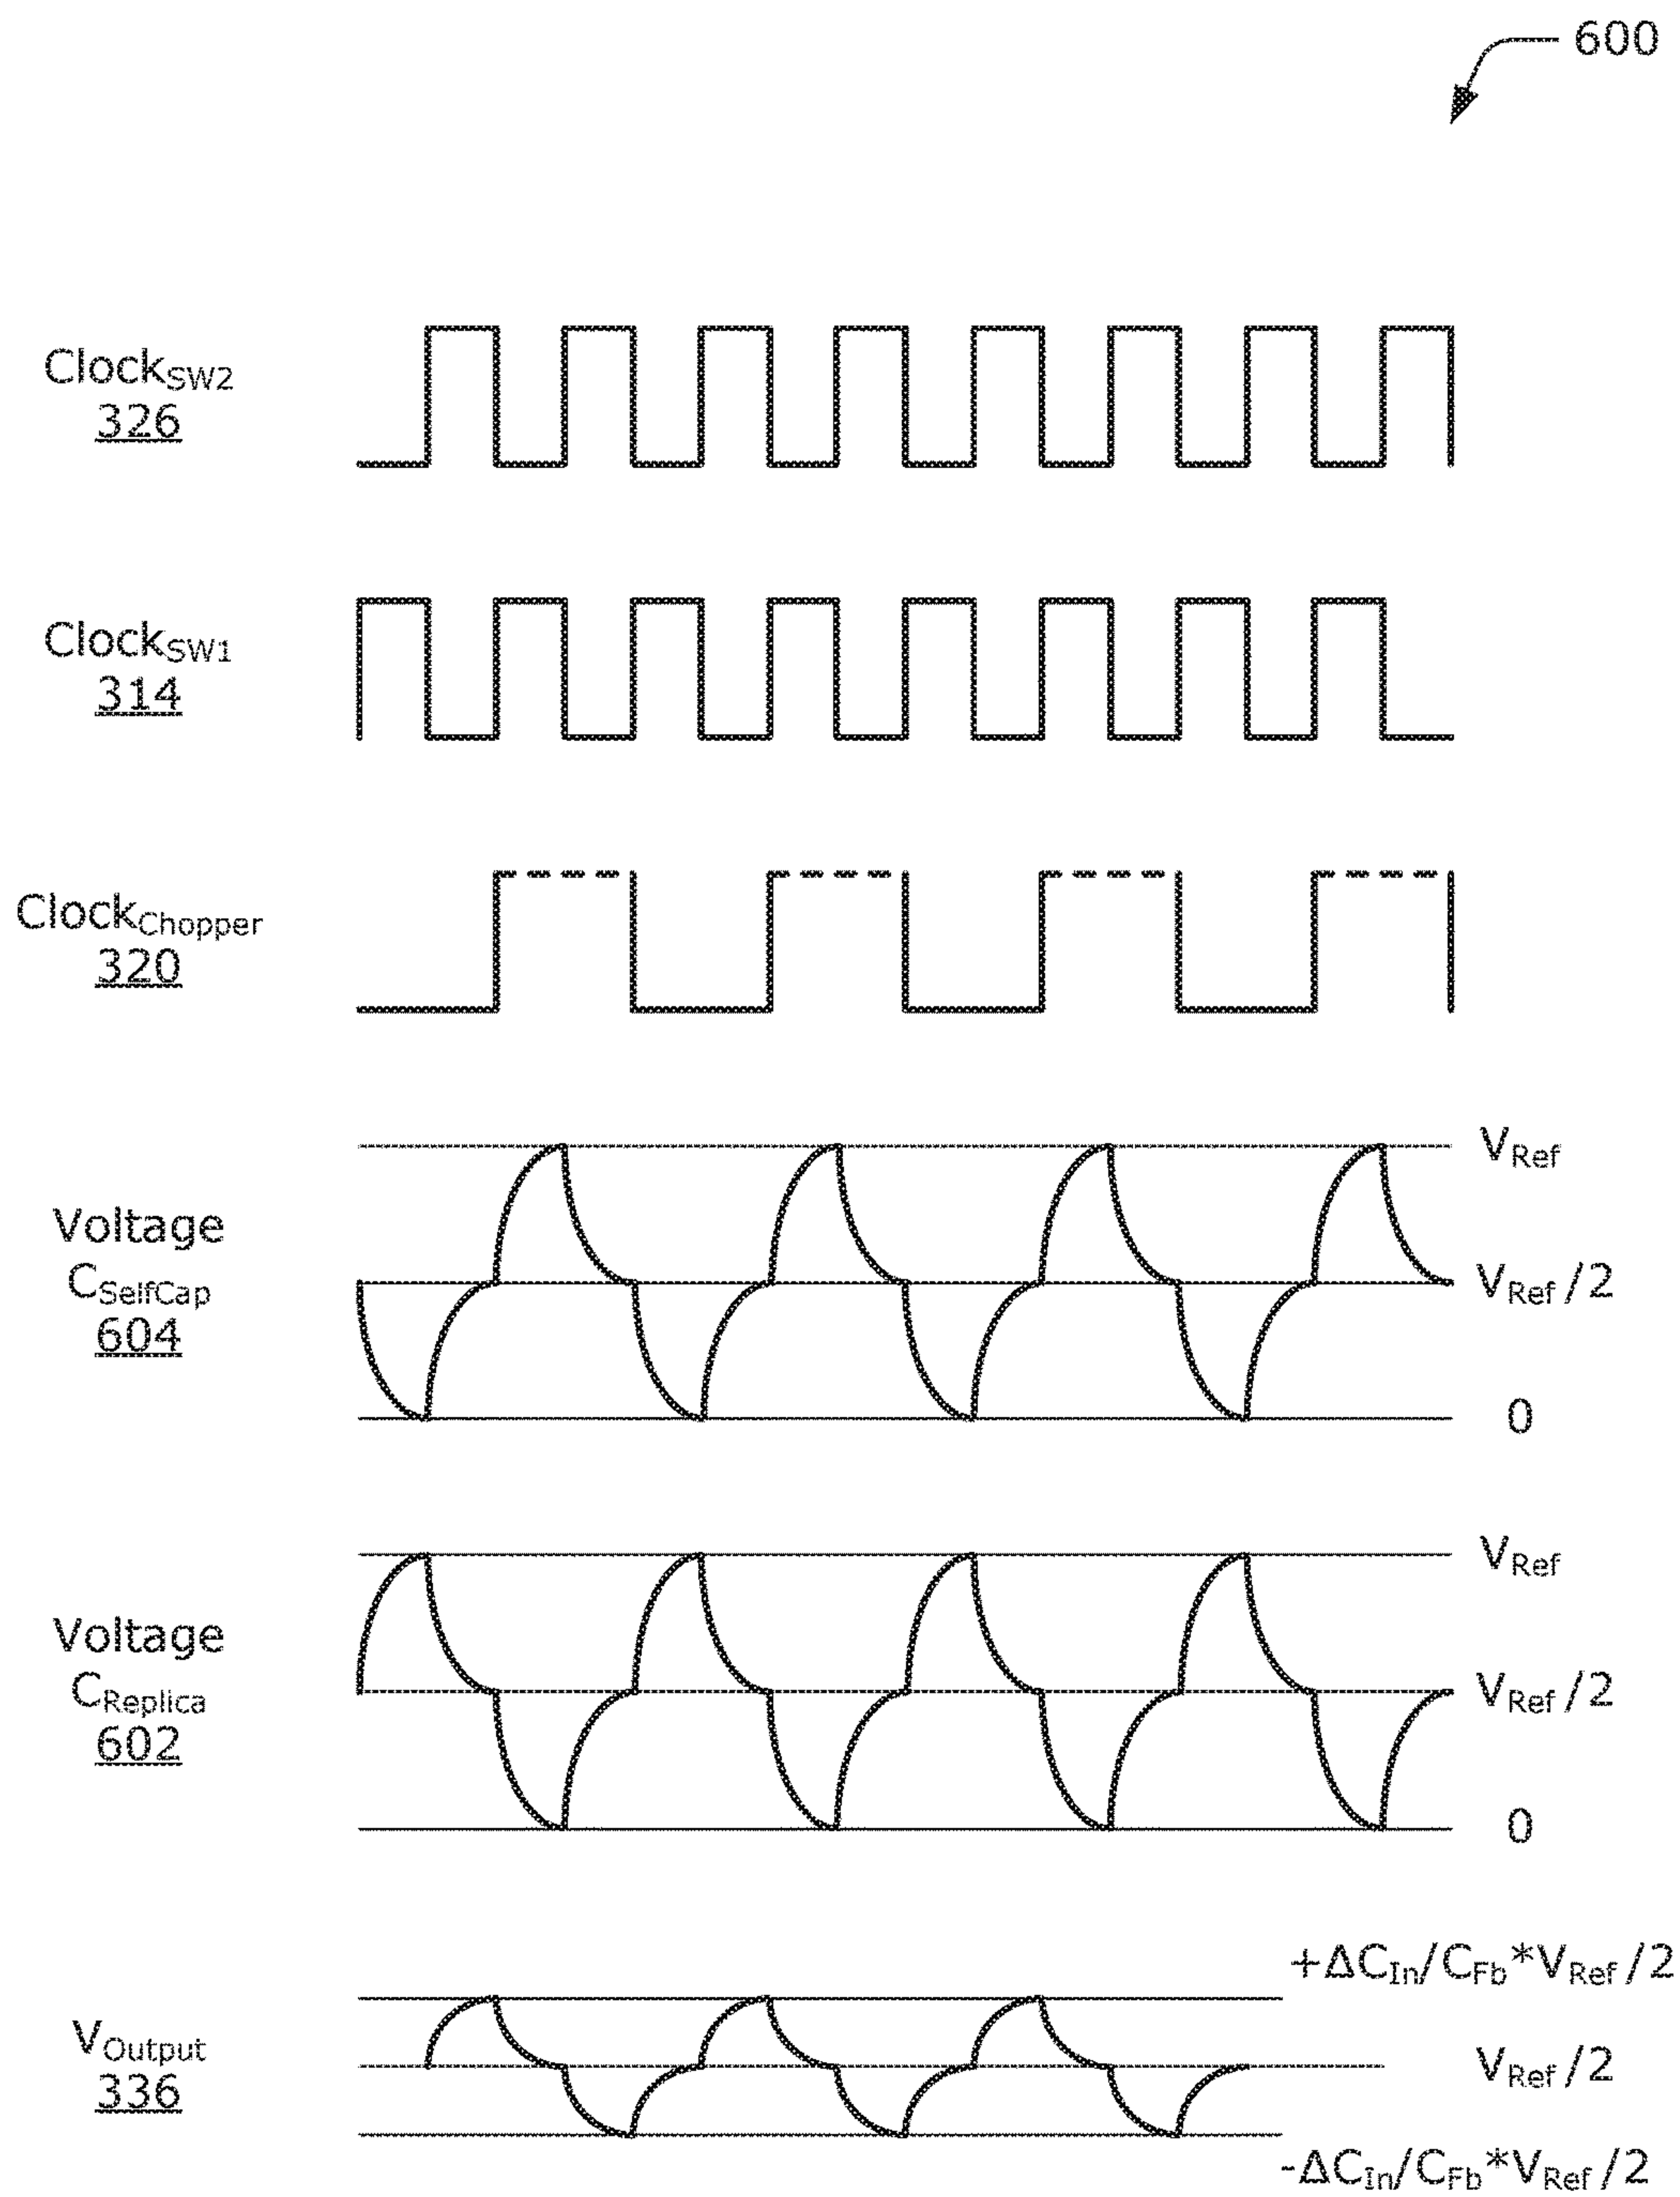 600
Clock_SW2
326
Clock_SW1
314
Clock_Chopper
320
Voltage
C_SelfCap
604
V_Ref
V_Ref/2
0
Voltage
C_Replica
602
V_Ref
V_Ref/2
0
V_Output
336
+ΔC_In/C_Fb*V_Ref/2
V_Ref/2
-ΔC_In/C_Fb*V_Ref/2